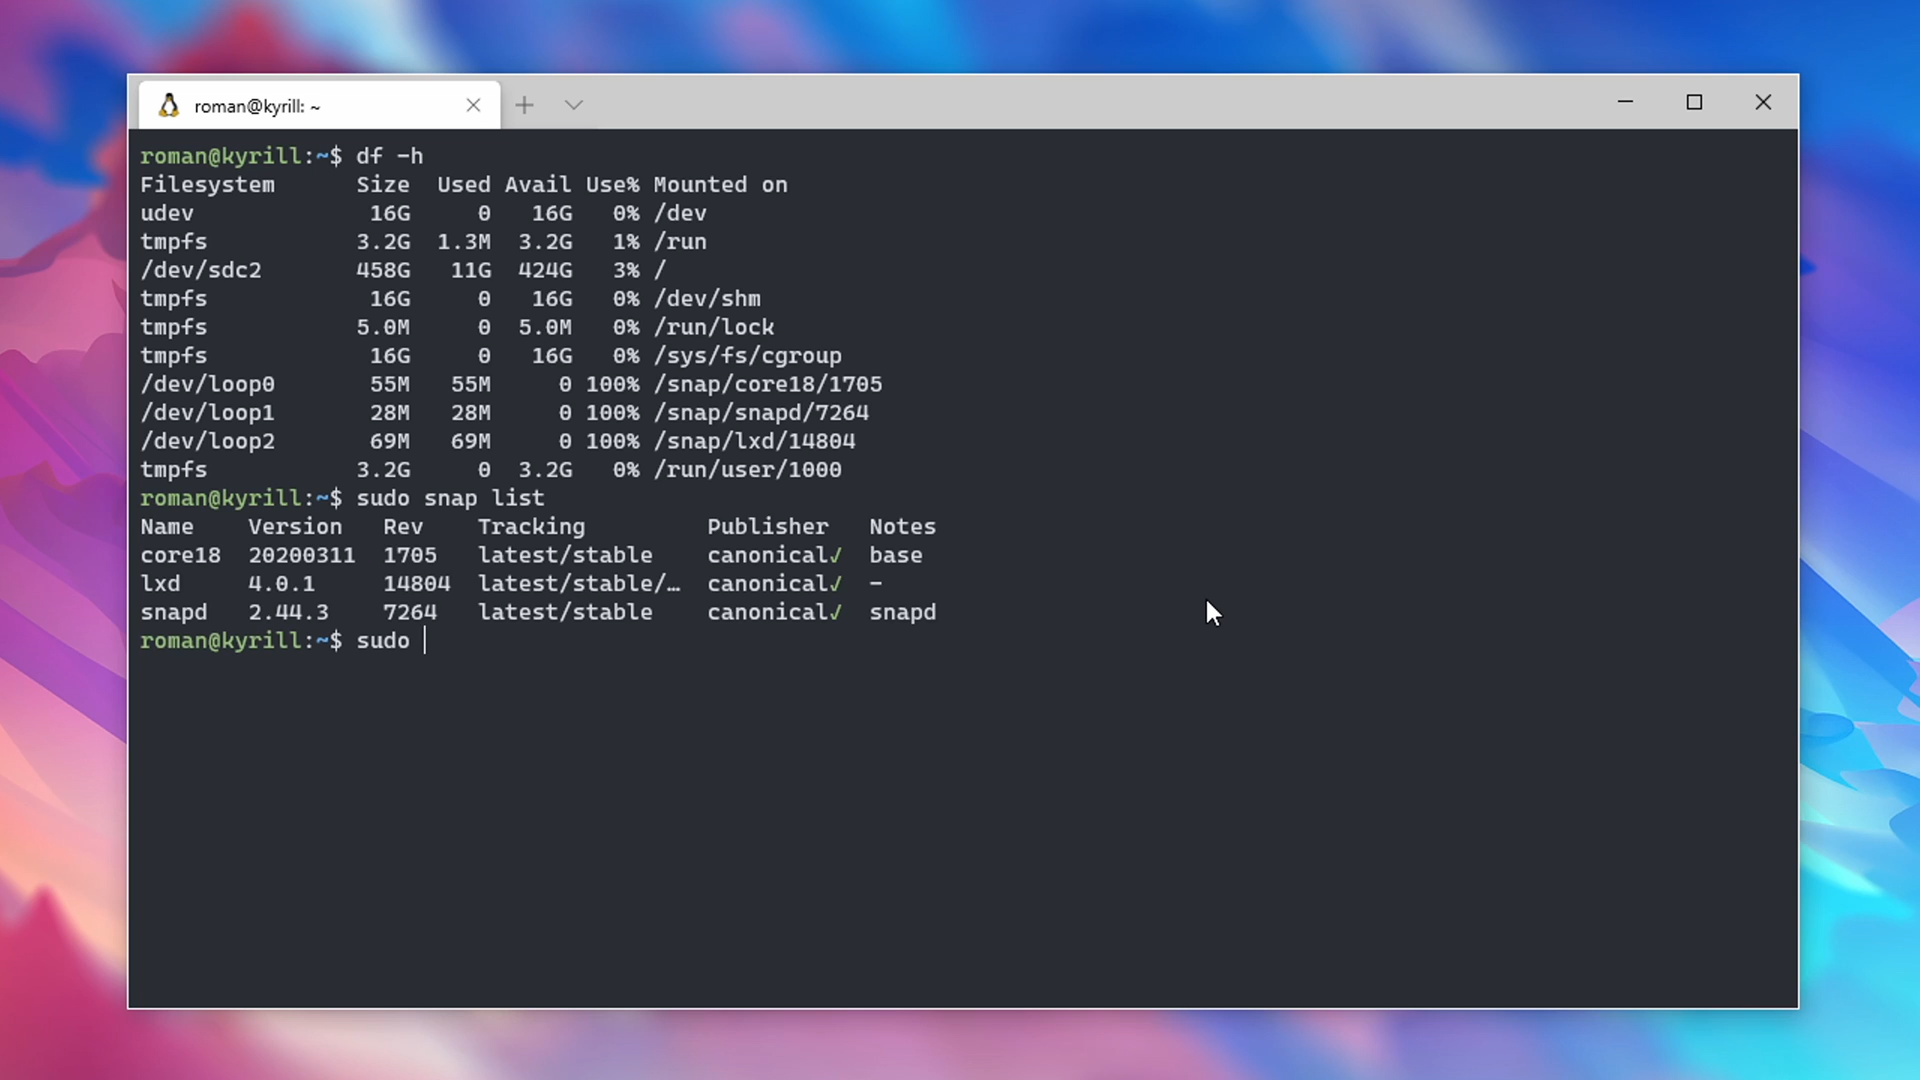 roman@kyrill: ~
roman@kyrill:~$ df -h
Filesystem      Size  Used Avail Use% Mounted on
udev             16G     0   16G   0% /dev
tmpfs           3.2G  1.3M  3.2G   1% /run
/dev/sdc2       458G   11G  424G   3% /
tmpfs            16G     0   16G   0% /dev/shm
tmpfs           5.0M     0  5.0M   0% /run/lock
tmpfs            16G     0   16G   0% /sys/fs/cgroup
/dev/loop0       55M   55M     0 100% /snap/core18/1705
/dev/loop1       28M   28M     0 100% /snap/snapd/7264
/dev/loop2       69M   69M     0 100% /snap/lxd/14804
tmpfs           3.2G     0  3.2G   0% /run/user/1000
roman@kyrill:~$ sudo snap list
Name    Version   Rev    Tracking         Publisher   Notes
core18  20200311  1705   latest/stable    canonical✓  base
lxd     4.0.1     14804  latest/stable/…  canonical✓  -
snapd   2.44.3    7264   latest/stable    canonical✓  snapd
roman@kyrill:~$ sudo